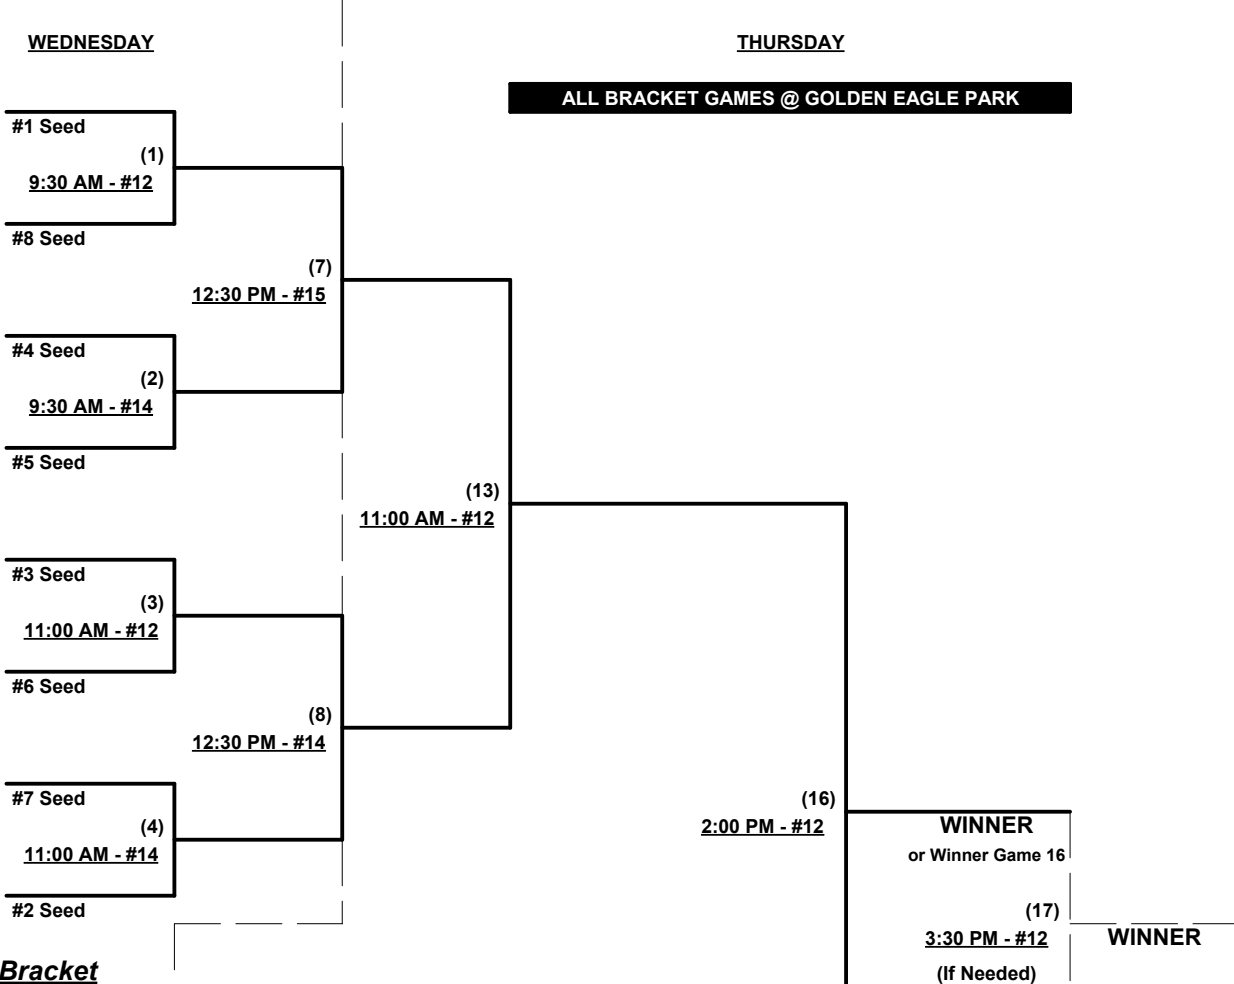 WEDNESDAY
THURSDAY
ALL BRACKET GAMES @ GOLDEN EAGLE PARK
#1 Seed
(1)
9:30 AM - #12
#8 Seed
(7)
12:30 PM - #15
#4 Seed
(2)
9:30 AM - #14
#5 Seed
(13)
11:00 AM - #12
#3 Seed
(3)
11:00 AM - #12
#6 Seed
(8)
12:30 PM - #14
#7 Seed
(4)
11:00 AM - #14
#2 Seed
(16)
2:00 PM - #12
WINNER
or Winner Game 16
(17)
3:30 PM - #12
WINNER
(If Needed)
Bracket